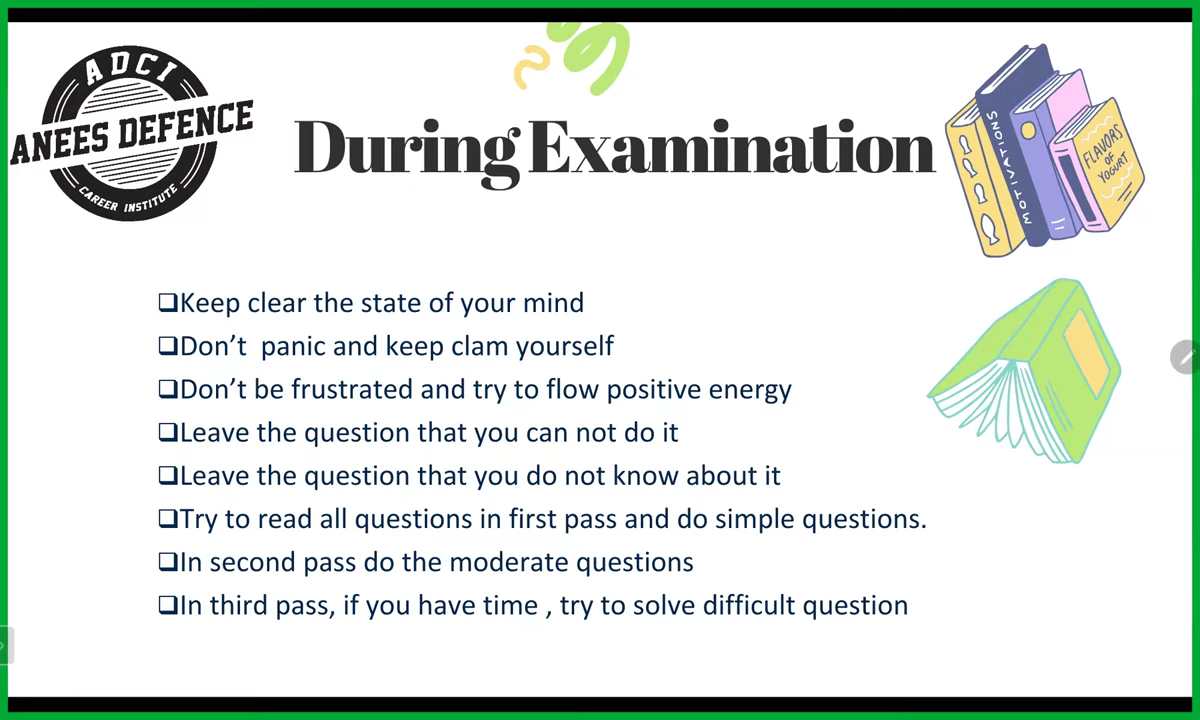 ADCI
ANEES DEFENCE
CAREER INSTITUTE
During Examination
MOTIVATIONS
FLAVORS
OF
YOGURT
❑Keep clear the state of your mind
❑Don’t  panic and keep clam yourself
❑Don’t be frustrated and try to flow positive energy
❑Leave the question that you can not do it
❑Leave the question that you do not know about it
❑Try to read all questions in first pass and do simple questions.
❑In second pass do the moderate questions
❑In third pass, if you have time , try to solve difficult question